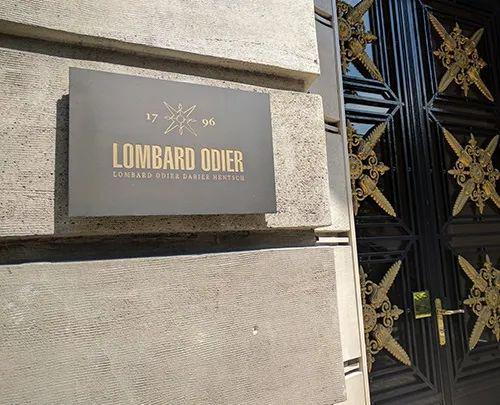 17 96
LOMBARD ODIER
LOMBARD ODIER DARIER HENTSCH